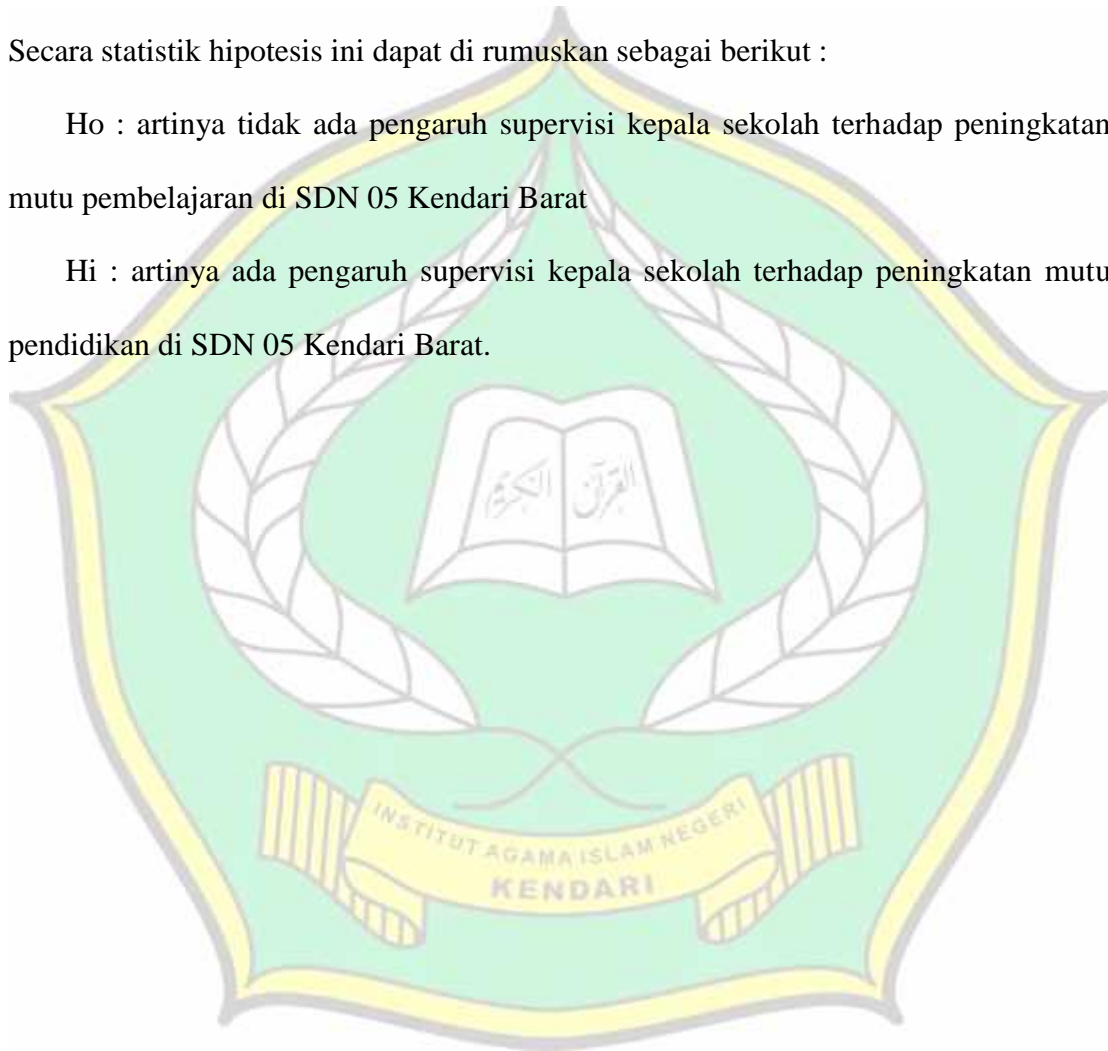 Secara statistik hipotesis ini dapat di rumuskan sebagai berikut :
Ho : artinya tidak ada pengaruh supervisi kepala sekolah terhadap peningkatan
mutu pembelajaran di SDN 05 Kendari Barat
Hi : artinya ada pengaruh supervisi kepala sekolah terhadap peningkatan mutu
pendidikan di SDN 05 Kendari Barat.
القرآن الكريم
INSTITUT AGAMA ISLAM NEGERI
KENDARI